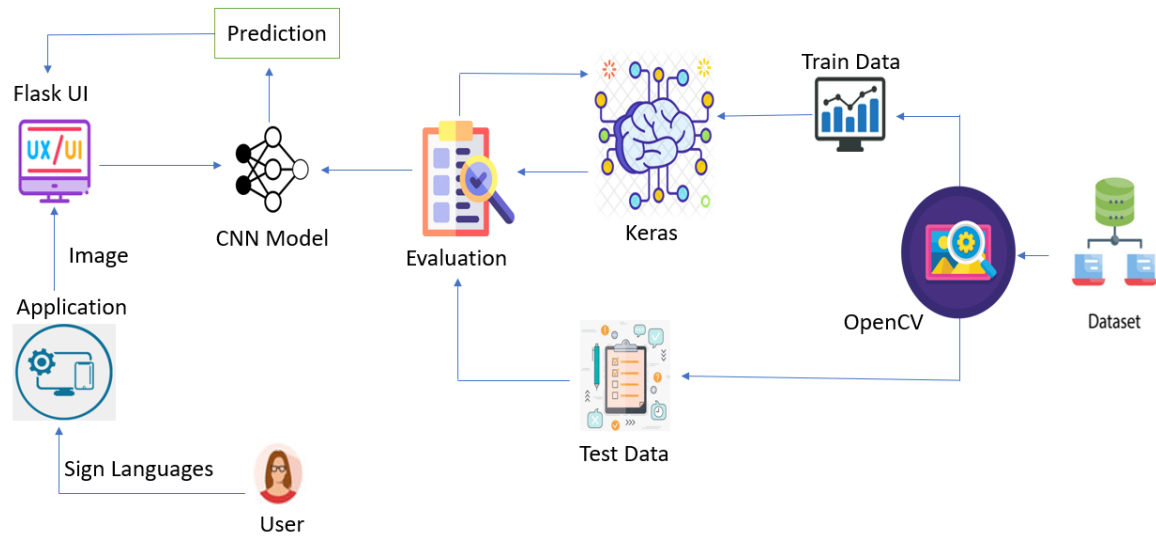 Prediction
Train Data
Flask UI
UX/UI
CNN Model
Evaluation
Keras
Image
Application
OpenCV
Dataset
Test Data
Sign Languages
User